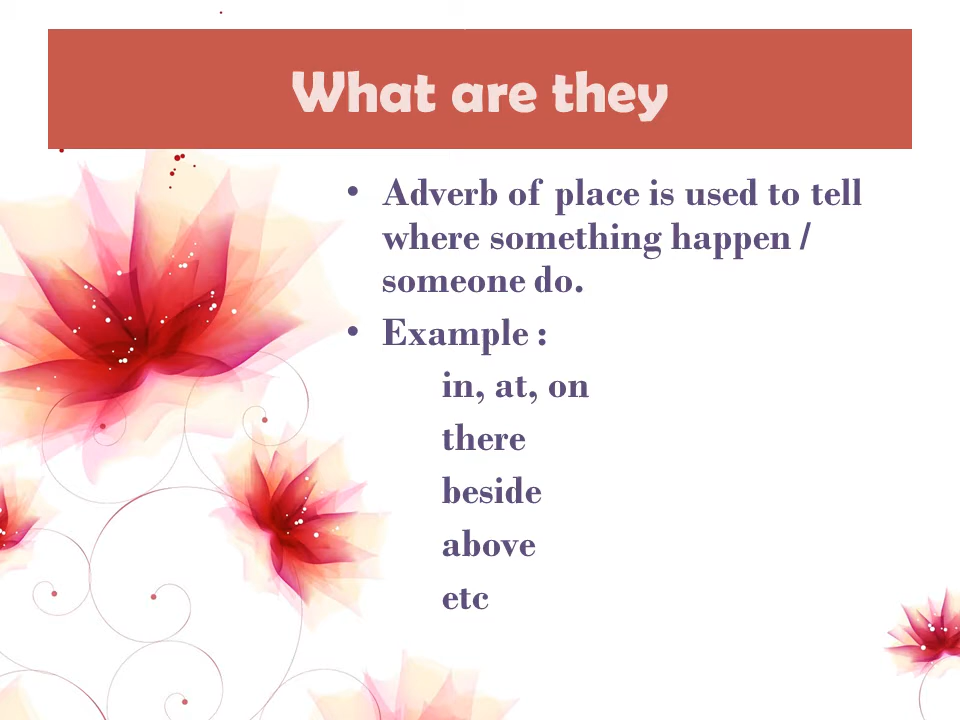 What are they
• Adverb of place is used to tell
where something happen /
someone do.
• Example :
in, at, on
there
beside
above
etc